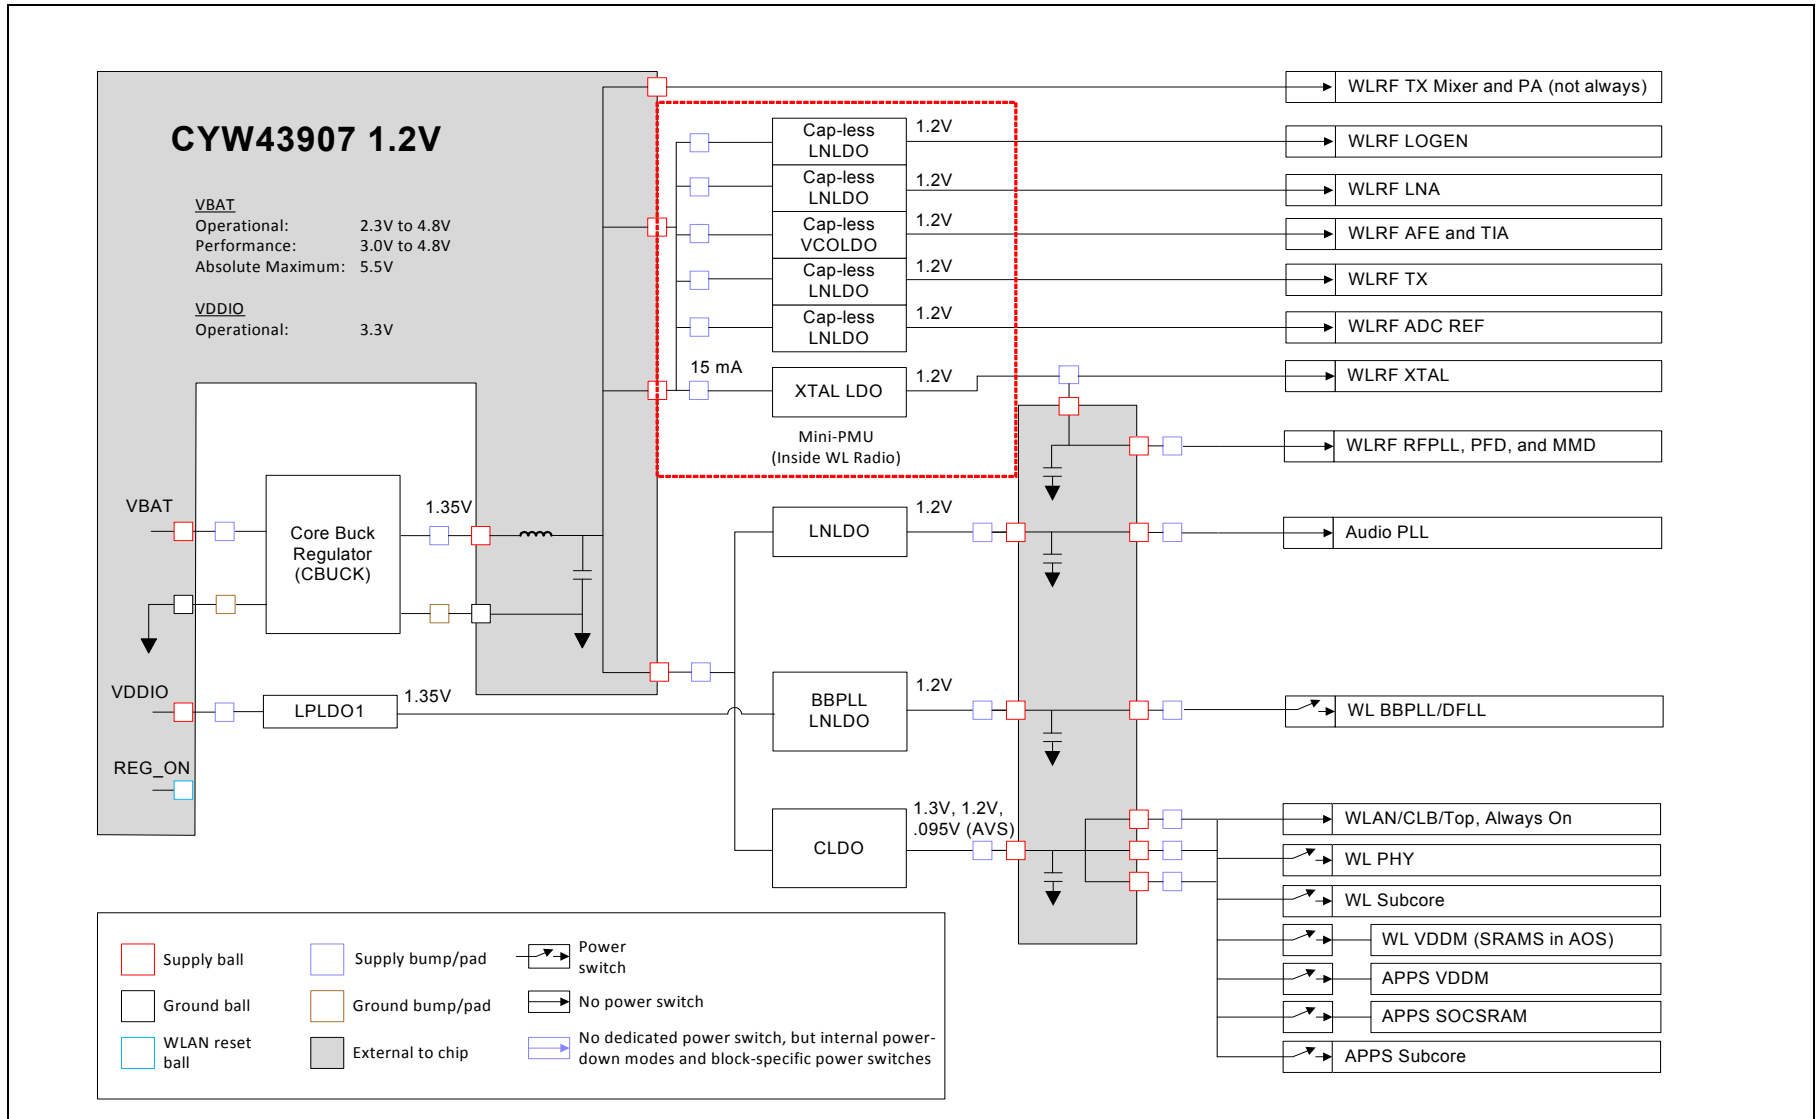 CYW43907 1.2V
VBAT
Operational: 2.3V to 4.8V
Performance: 3.0V to 4.8V
Absolute Maximum: 5.5V
VDDIO
Operational: 3.3V
VBAT
Core Buck
Regulator
(CBUCK)
1.35V
VDDIO
LPLDO1
1.35V
REG_ON
Cap-less
LNLDO
1.2V
Cap-less
LNLDO
1.2V
Cap-less
VCOLDO
1.2V
Cap-less
LNLDO
1.2V
Cap-less
LNLDO
1.2V
15 mA
XTAL LDO
1.2V
Mini-PMU
(Inside WL Radio)
LNLDO
1.2V
BBPLL
LNLDO
1.2V
CLDO
1.3V, 1.2V,
.095V (AVS)
WLRF TX Mixer and PA (not always)
WLRF LOGEN
WLRF LNA
WLRF AFE and TIA
WLRF TX
WLRF ADC REF
WLRF XTAL
WLRF RFPLL, PFD, and MMD
Audio PLL
WL BBPLL/DFLL
WLAN/CLB/Top, Always On
WL PHY
WL Subcore
WL VDDM (SRAMS in AOS)
APPS VDDM
APPS SOCSRAM
APPS Subcore
Supply ball
Ground ball
WLAN reset
ball
Supply bump/pad
Ground bump/pad
External to chip
Power
switch
No power switch
No dedicated power switch, but internal power-
down modes and block-specific power switches